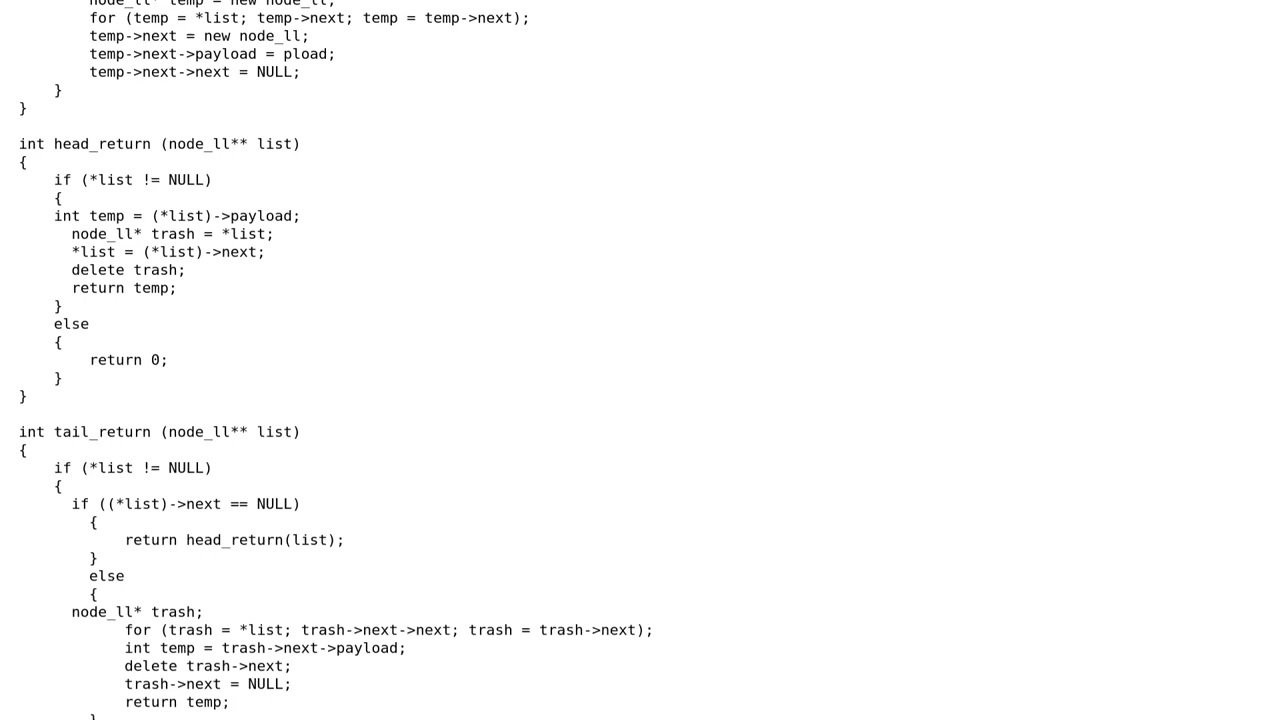 node_ll* temp = new node_ll;
        for (temp = *list; temp->next; temp = temp->next);
        temp->next = new node_ll;
        temp->next->payload = pload;
        temp->next->next = NULL;
    }
}

int head_return (node_ll** list)
{
    if (*list != NULL)
    {
    int temp = (*list)->payload;
      node_ll* trash = *list;
      *list = (*list)->next;
      delete trash;
      return temp;
    }
    else
    {
        return 0;
    }
}

int tail_return (node_ll** list)
{
    if (*list != NULL)
    {
      if ((*list)->next == NULL)
        {
            return head_return(list);
        }
        else
        {
      node_ll* trash;
            for (trash = *list; trash->next->next; trash = trash->next);
            int temp = trash->next->payload;
            delete trash->next;
            trash->next = NULL;
            return temp;
        }